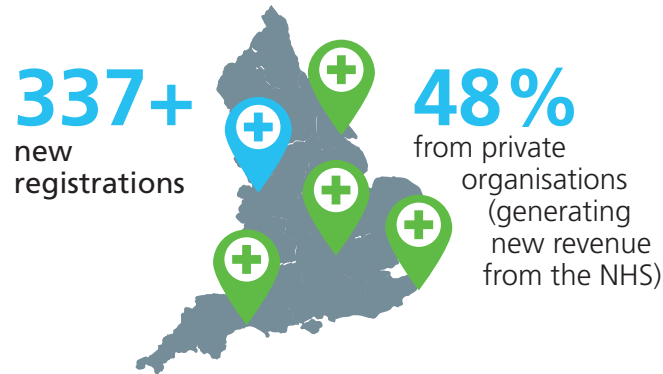 337+
new
registrations
48%
from private
organisations
(generating
new revenue
from the NHS)